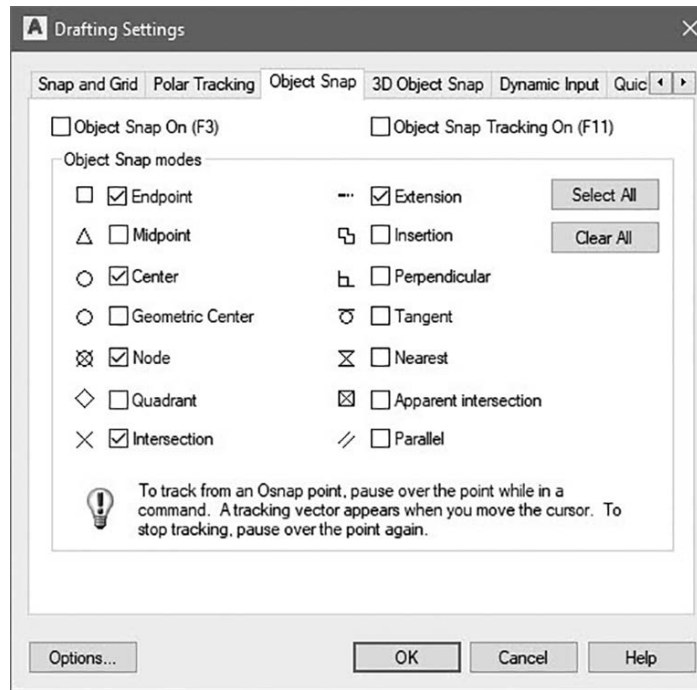 A Drafting Settings
Snap and Grid Polar Tracking Object Snap 3D Object Snap Dynamic Input Quic
Object Snap On (F3) Object Snap Tracking On (F11)
Object Snap modes
Endpoint Extension Select All
Midpoint Insertion Clear All
Center Perpendicular
Geometric Center Tangent
Node Nearest
Quadrant Apparent intersection
Intersection Parallel
To track from an Osnap point, pause over the point while in a
command. A tracking vector appears when you move the cursor. To
stop tracking, pause over the point again.
Options... OK Cancel Help